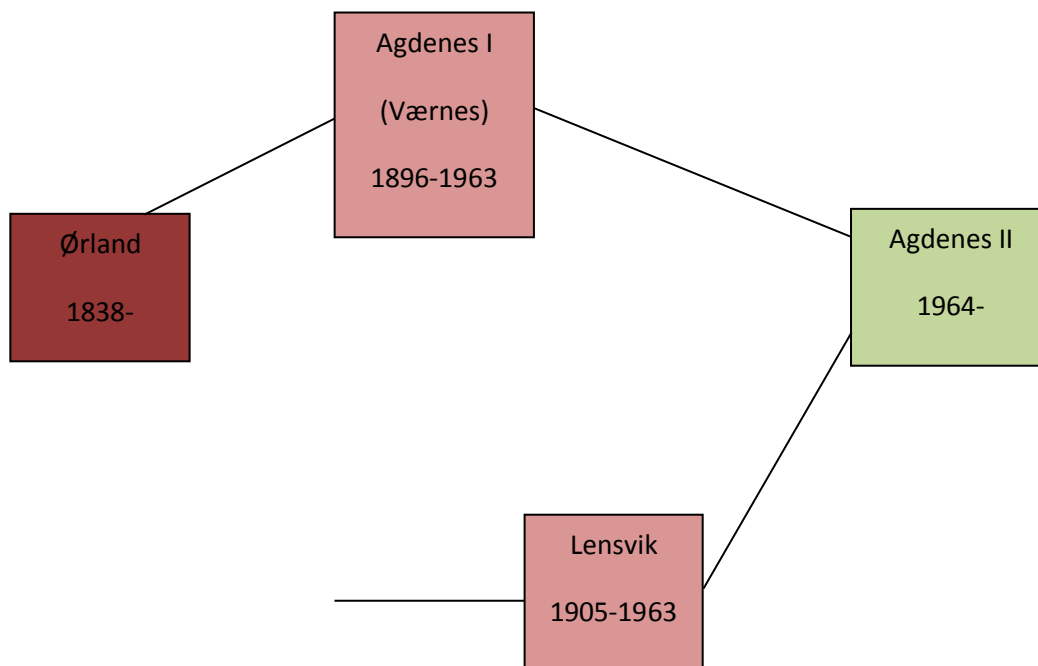 Agdenes I
(Værnes)
1896-1963
Ørland
1838-
Agdenes II
1964-
Lensvik
1905-1963